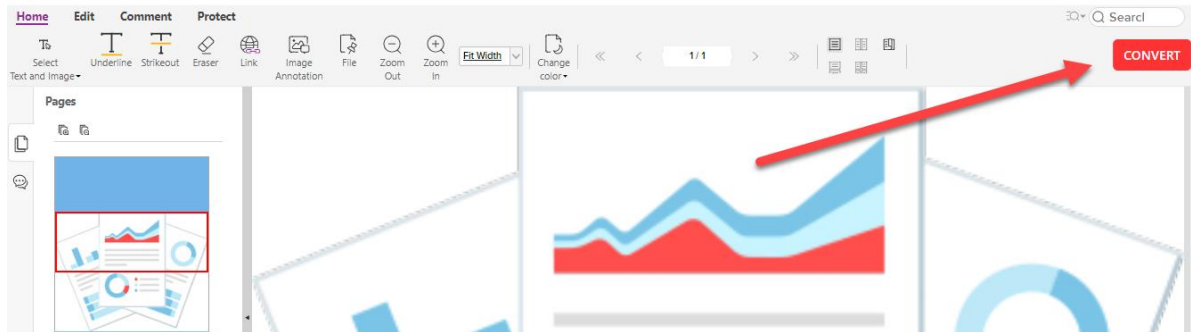 Home Edit Comment Protect
Searcl
Select
Text and Image
Underline
Strikeout
Eraser
Link
Image
Annotation
File
Zoom
Out
Zoom
In
Fit Width
Change
color
1 / 1
CONVERT
Pages